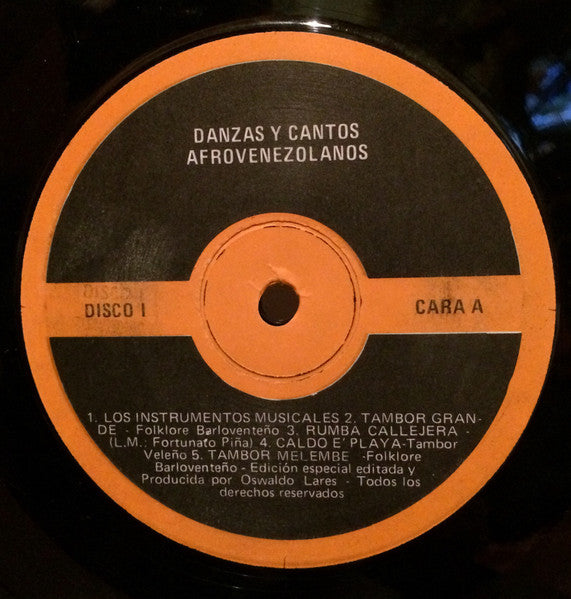 DANZAS Y CANTOS
AFROVENEZOLANOS
DISCO
DISCO I
CARA A
1. LOS INSTRUMENTOS MUSICALES 2. TAMBOR GRAN-
DE - Folklore Barloventeño 3. RUMBA CALLEJERA -
(L.M.: Fortunato Piña) 4. CALDO E' PLAYA-Tambor
Veleño 5. TAMBOR MELEMBE -Folklore
Barloventeño - Edición especial editada y
Producida por Oswaldo Lares - Todos los
derechos reservados